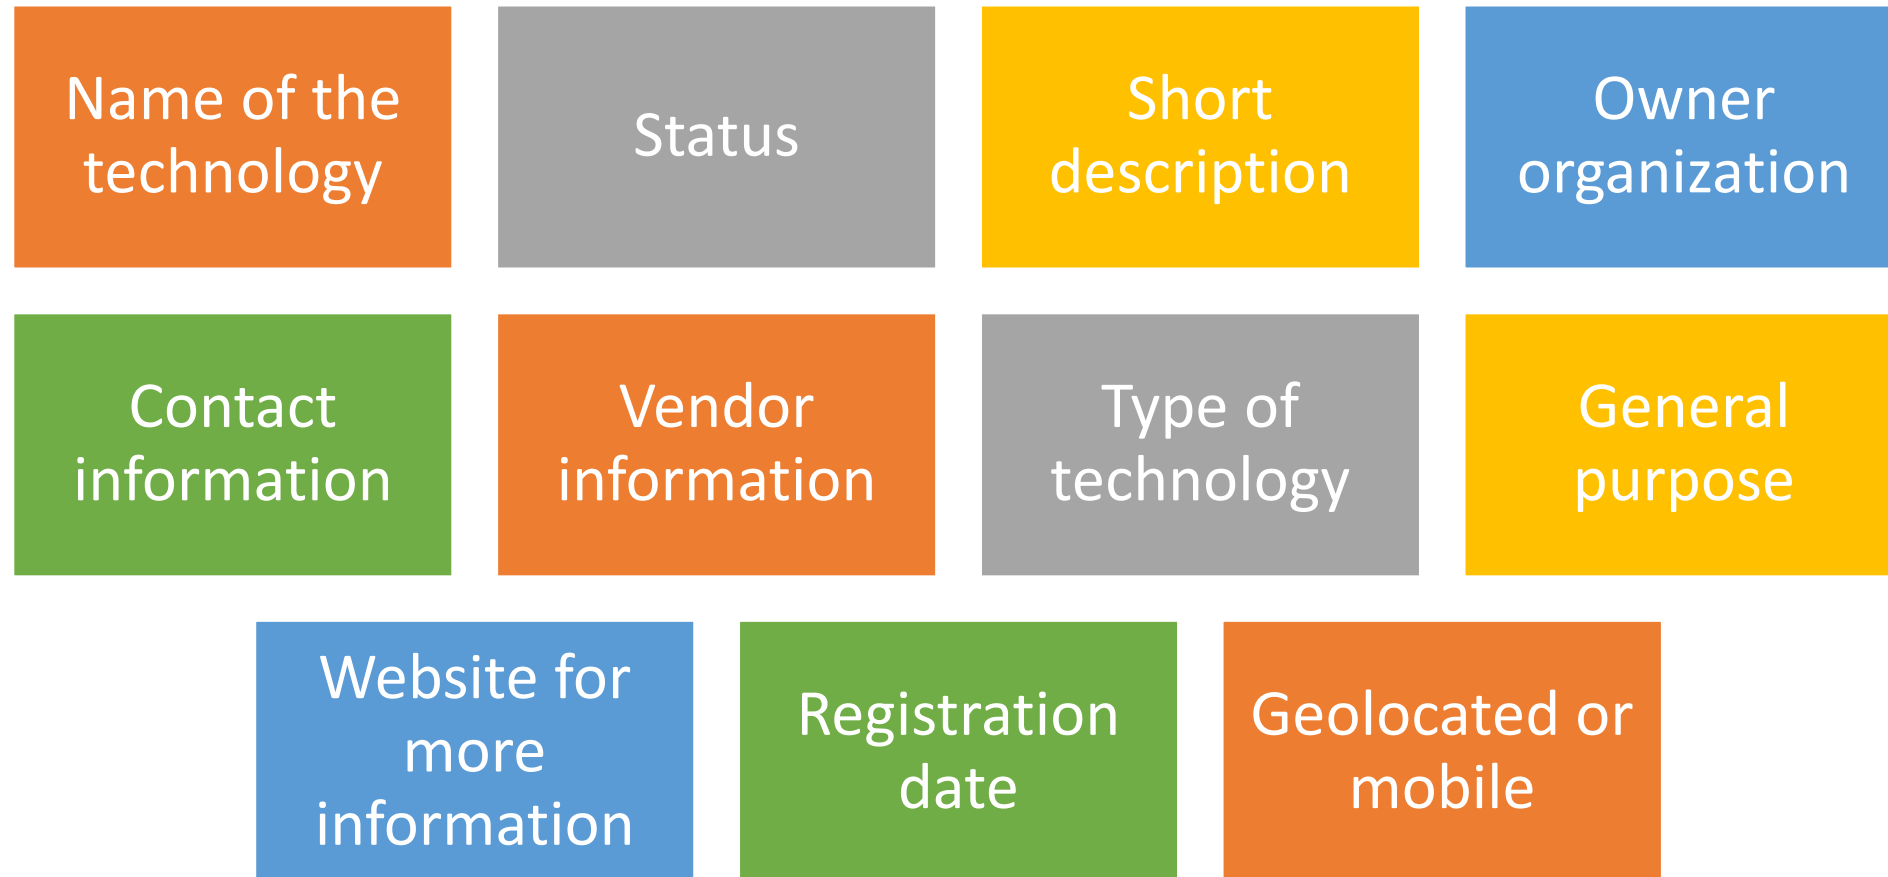 Name of the
technology
Status
Short
description
Owner
organization
Contact
information
Vendor
information
Type of
technology
General
purpose
Website for
more
information
Registration
date
Geolocated or
mobile